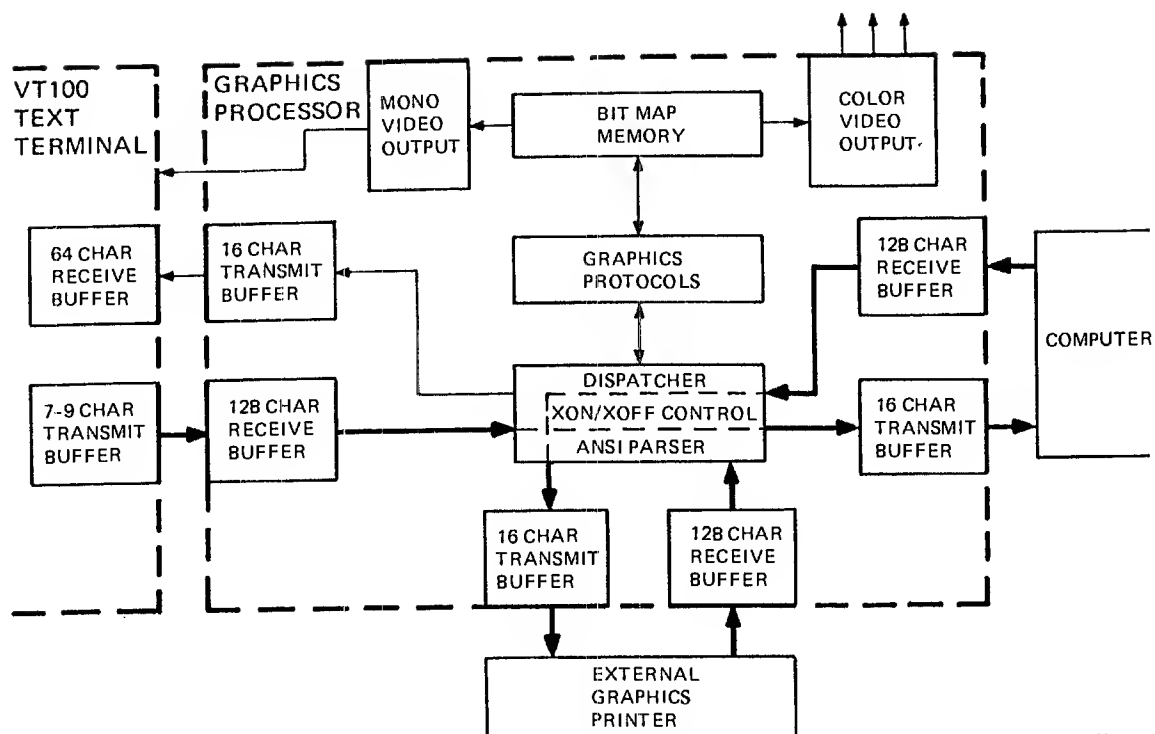 VT100
TEXT
TERMINAL
GRAPHICS
PROCESSOR
MONO
VIDEO
OUTPUT
BIT MAP
MEMORY
COLOR
VIDEO
OUTPUT
64 CHAR
RECEIVE
BUFFER
16 CHAR
TRANSMIT
BUFFER
GRAPHICS
PROTOCOLS
128 CHAR
RECEIVE
BUFFER
COMPUTER
7-9 CHAR
TRANSMIT
BUFFER
128 CHAR
RECEIVE
BUFFER
DISPATCHER
XON/XOFF CONTROL
ANSI PARSER
16 CHAR
TRANSMIT
BUFFER
16 CHAR
TRANSMIT
BUFFER
128 CHAR
RECEIVE
BUFFER
EXTERNAL
GRAPHICS
PRINTER